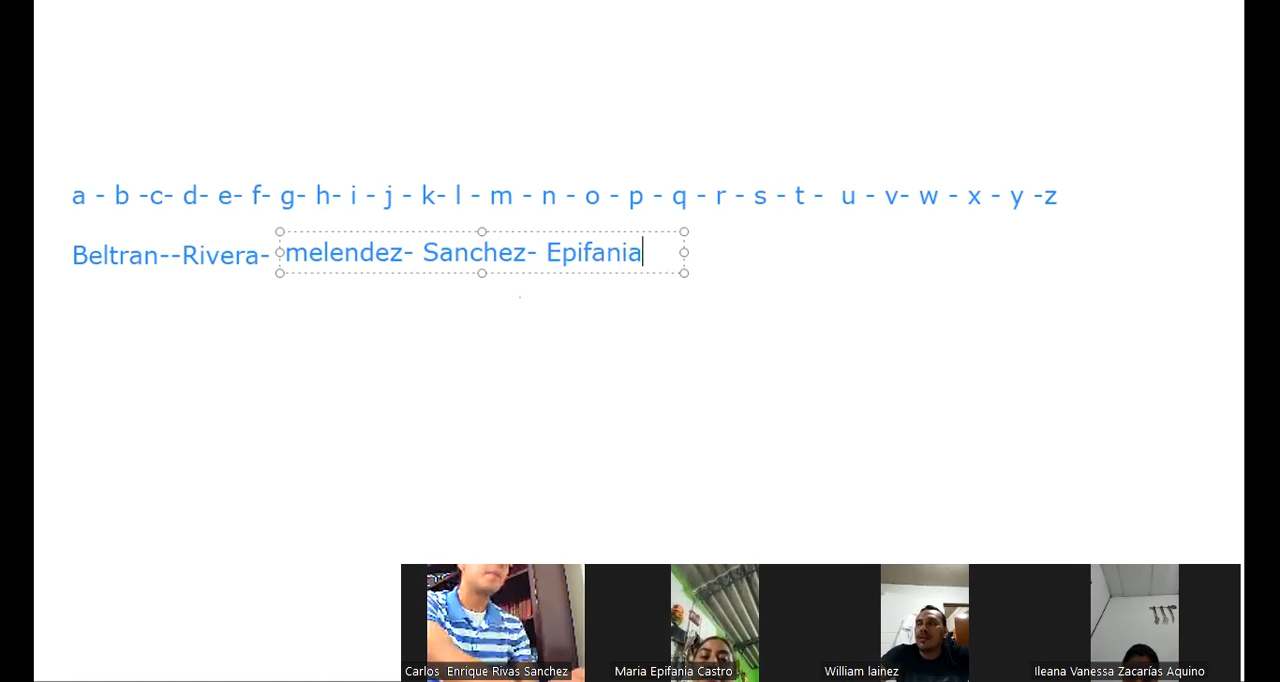 a - b -c- d- e- f- g- h- i - j - k- l - m - n - o - p - q - r - s - t -  u - v- w - x - y -z
Beltran--Rivera- melendez- Sanchez- Epifania
Carlos  Enrique Rivas Sanchez
Maria Epifania Castro
William lainez
Ileana Vanessa Zacarías Aquino